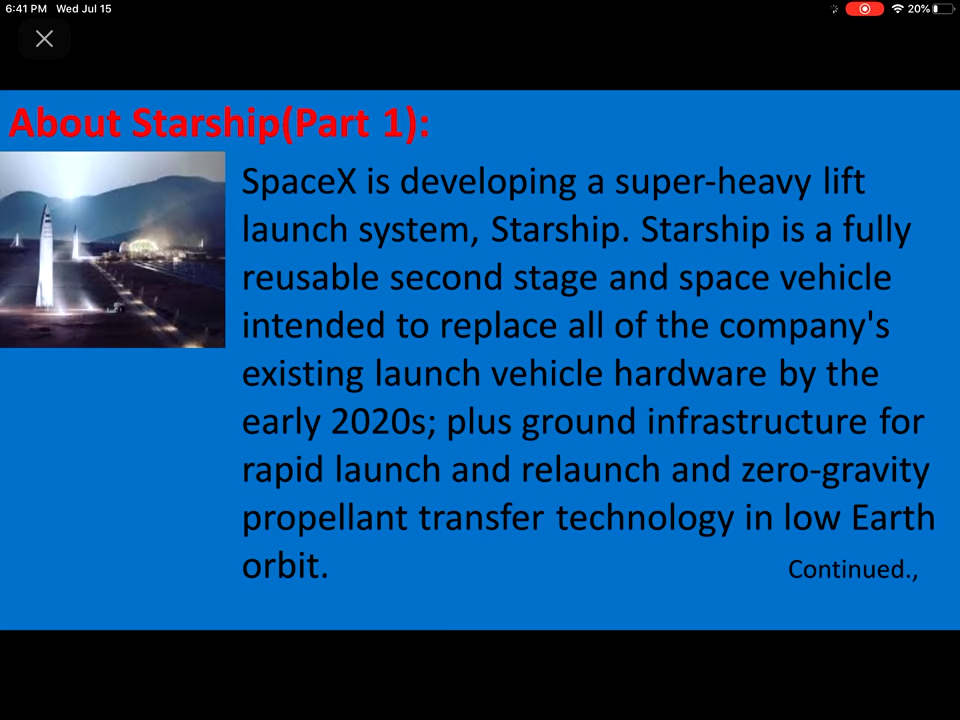 6:41 PM Wed Jul 15
20%
About Starship(Part 1):
SpaceX is developing a super-heavy lift
launch system, Starship. Starship is a fully
reusable second stage and space vehicle
intended to replace all of the company's
existing launch vehicle hardware by the
early 2020s; plus ground infrastructure for
rapid launch and relaunch and zero-gravity
propellant transfer technology in low Earth
orbit.
Continued.,